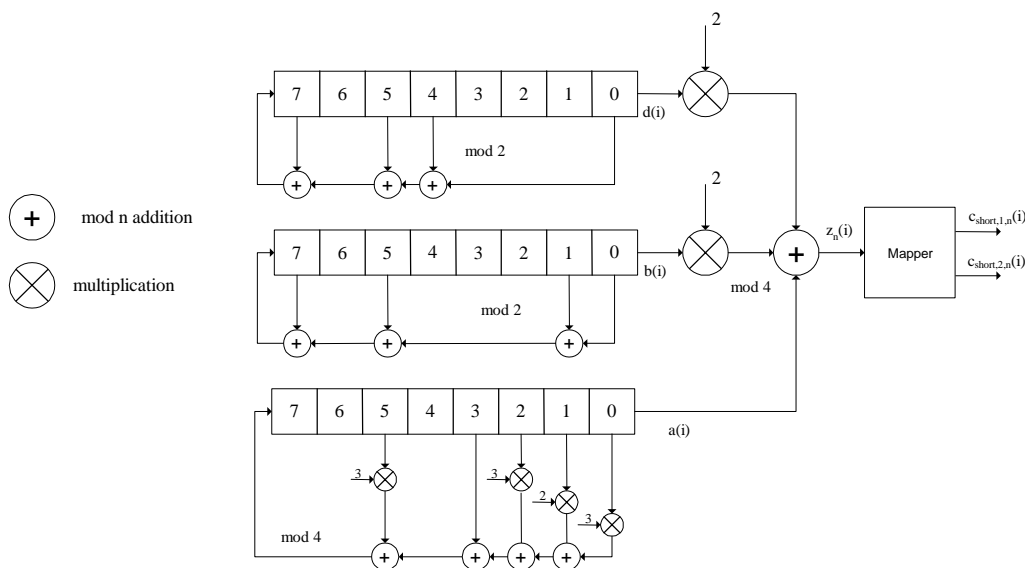 2
7 6 5 4 3 2 1 0
d(i)
mod 2
+ + +
+ mod n addition
multiplication
2
7 6 5 4 3 2 1 0
b(i)
mod 2
+ + +
+
mod 4
z_n(i)
Mapper
c_short,1,n(i)
c_short,2,n(i)
7 6 5 4 3 2 1 0
a(i)
3 3
2
3
mod 4
+ + + +